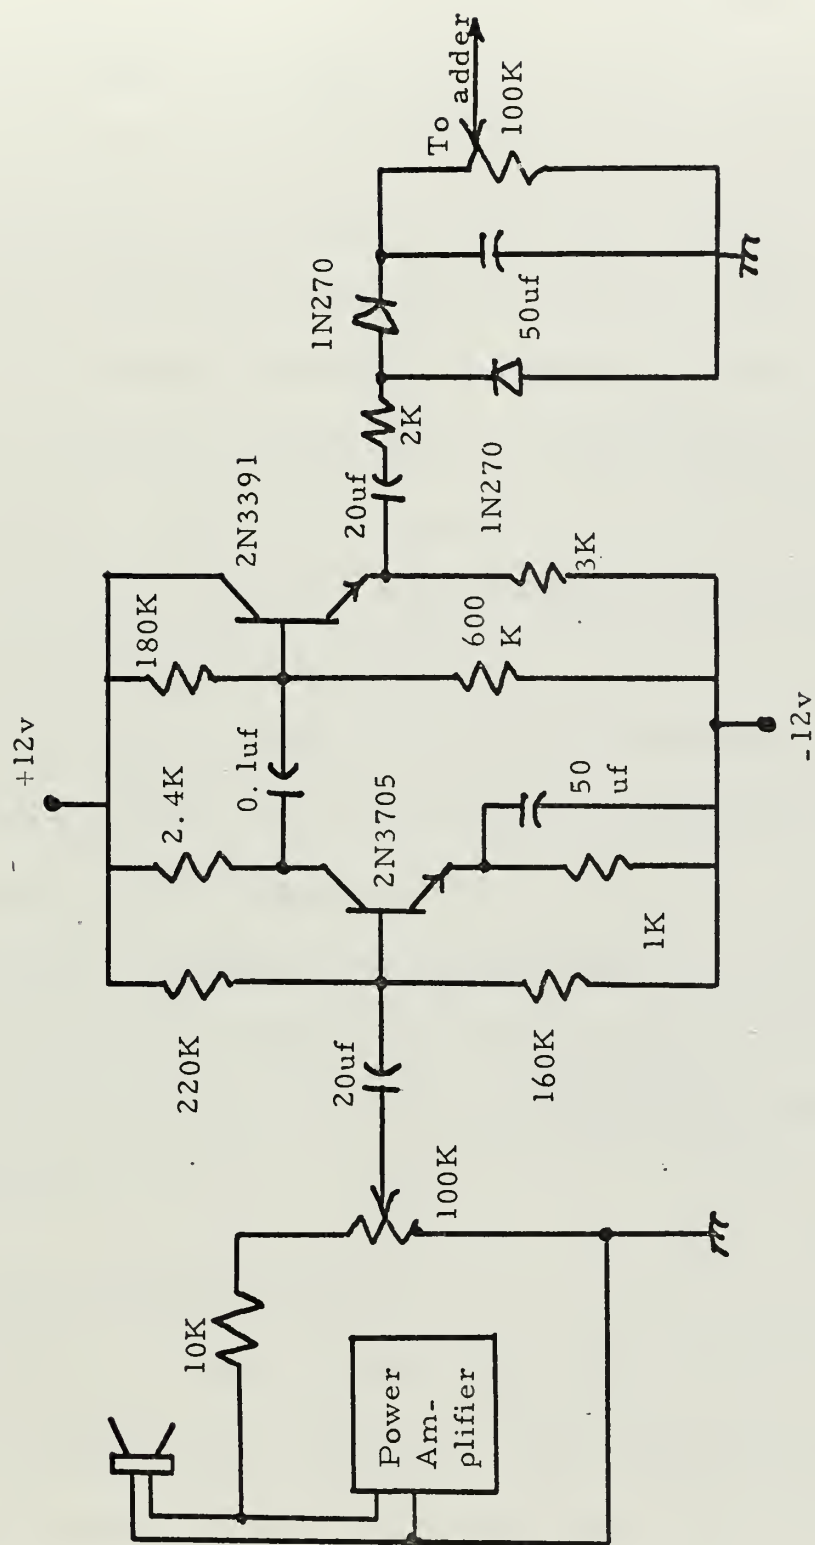 +12v
180K
2N3391
1N270
To
adder
100K
2.4K
0.1uf
2N3705
220K
20uf
20uf
2K
50uf
1N270
600
K
3K
50
uf
1K
160K
-12v
10K
100K
Power
Am-
plifier